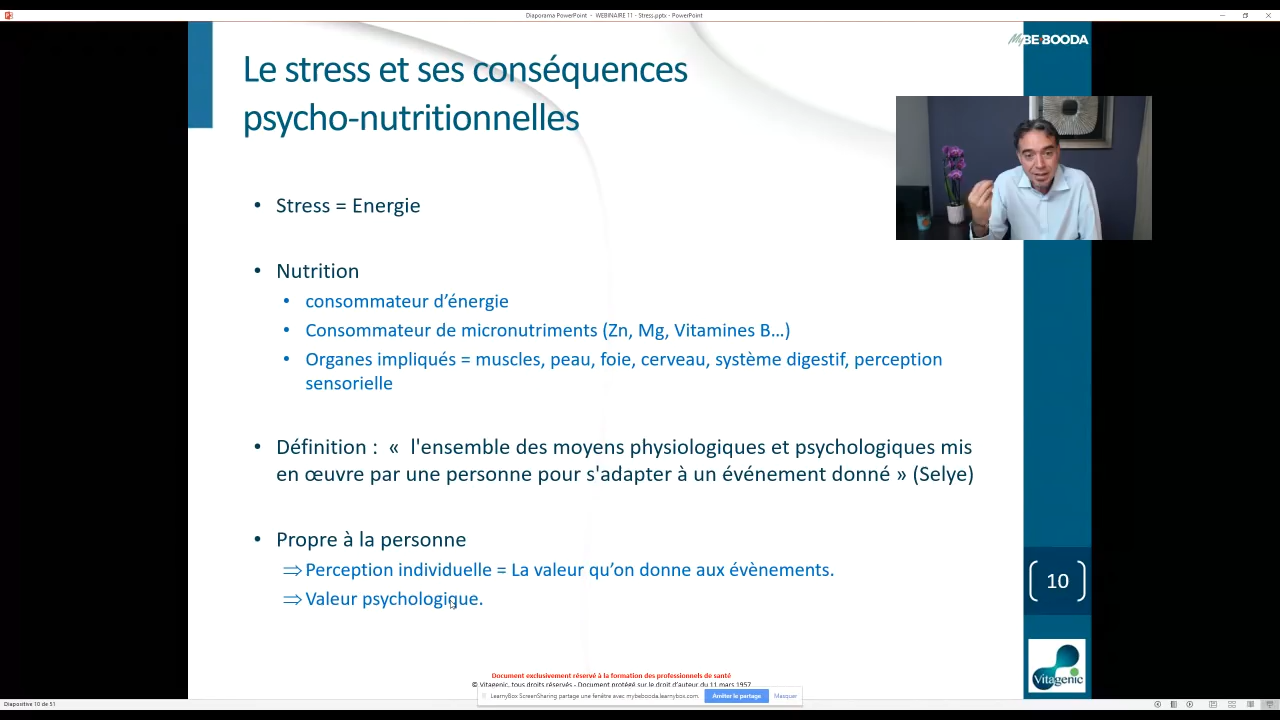 Diaporama PowerPoint - WEBINAIRE 11 - Stress.pptx - PowerPoint
MyBE-BOODA
Le stress et ses conséquences
psycho-nutritionnelles
• Stress = Energie
• Nutrition
• consommateur d’énergie
• Consommateur de micronutriments (Zn, Mg, Vitamines B…)
• Organes impliqués = muscles, peau, foie, cerveau, système digestif, perception
sensorielle
• Définition : « l'ensemble des moyens physiologiques et psychologiques mis
en œuvre par une personne pour s'adapter à un événement donné » (Selye)
• Propre à la personne
⇒ Perception individuelle = La valeur qu’on donne aux évènements.
⇒ Valeur psychologique.
10
Vitagenic
Document exclusivement réservé à la formation des professionnels de santé
© Vitagenic, tous droits réservés - Document protégé sur le droit d'auteur du 11 mars 1957
LearnyBox ScreenSharing partage une fenêtre avec mybebooda.learnybox.com.
Arrêter le partage
Masquer
Diapositive 10 de 51